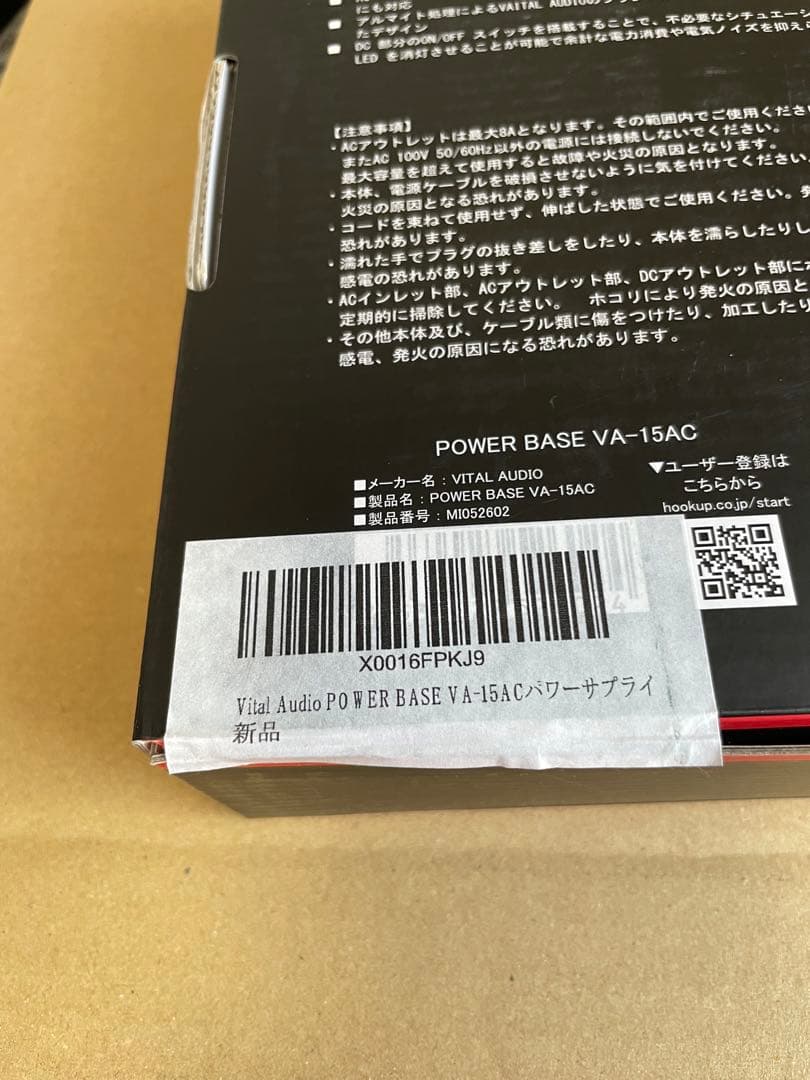 にも対応
アルマイト処理によるVAITAL AUDIOのブラン
たデザイン
DC 部分のON/OFF スイッチを搭載することで、不必要なシチュエーシ
LED を消灯させることが可能で余計な電力消費や電気ノイズを抑え
【注意事項】
・ACアウトレットは最大8Aとなります。その範囲内でご使用くださ
またAC 100V 50/60Hz以外の電源には接続しないでください。
最大容量を超えて使用すると故障や火災の原因となります。
・本体、電源ケーブルを破損させないように気を付けてください。
火災の原因となる恐れがあります。
・コードを束ねて使用せず、伸ばした状態でご使用ください。発
恐れがあります。
・濡れた手でプラグの抜き差しをしたり、本体を濡らしたりし
感電の恐れがあります。
・ACインレット部、ACアウトレット部、DCアウトレット部にホ
定期的に掃除してください。 ホコリにより発火の原因と
・その他本体及び、ケーブル類に傷をつけたり、加工したり
感電、発火の原因になる恐れがあります。
POWER BASE VA-15AC
■メーカー名：VITAL AUDIO
■製品名：POWER BASE VA-15AC
■製品番号：MI052602
▼ユーザー登録は
こちらから
hookup.co.jp/start
X0016FPKJ9
Vital Audio POWER BASE VA-15ACパワーサプライ
新品